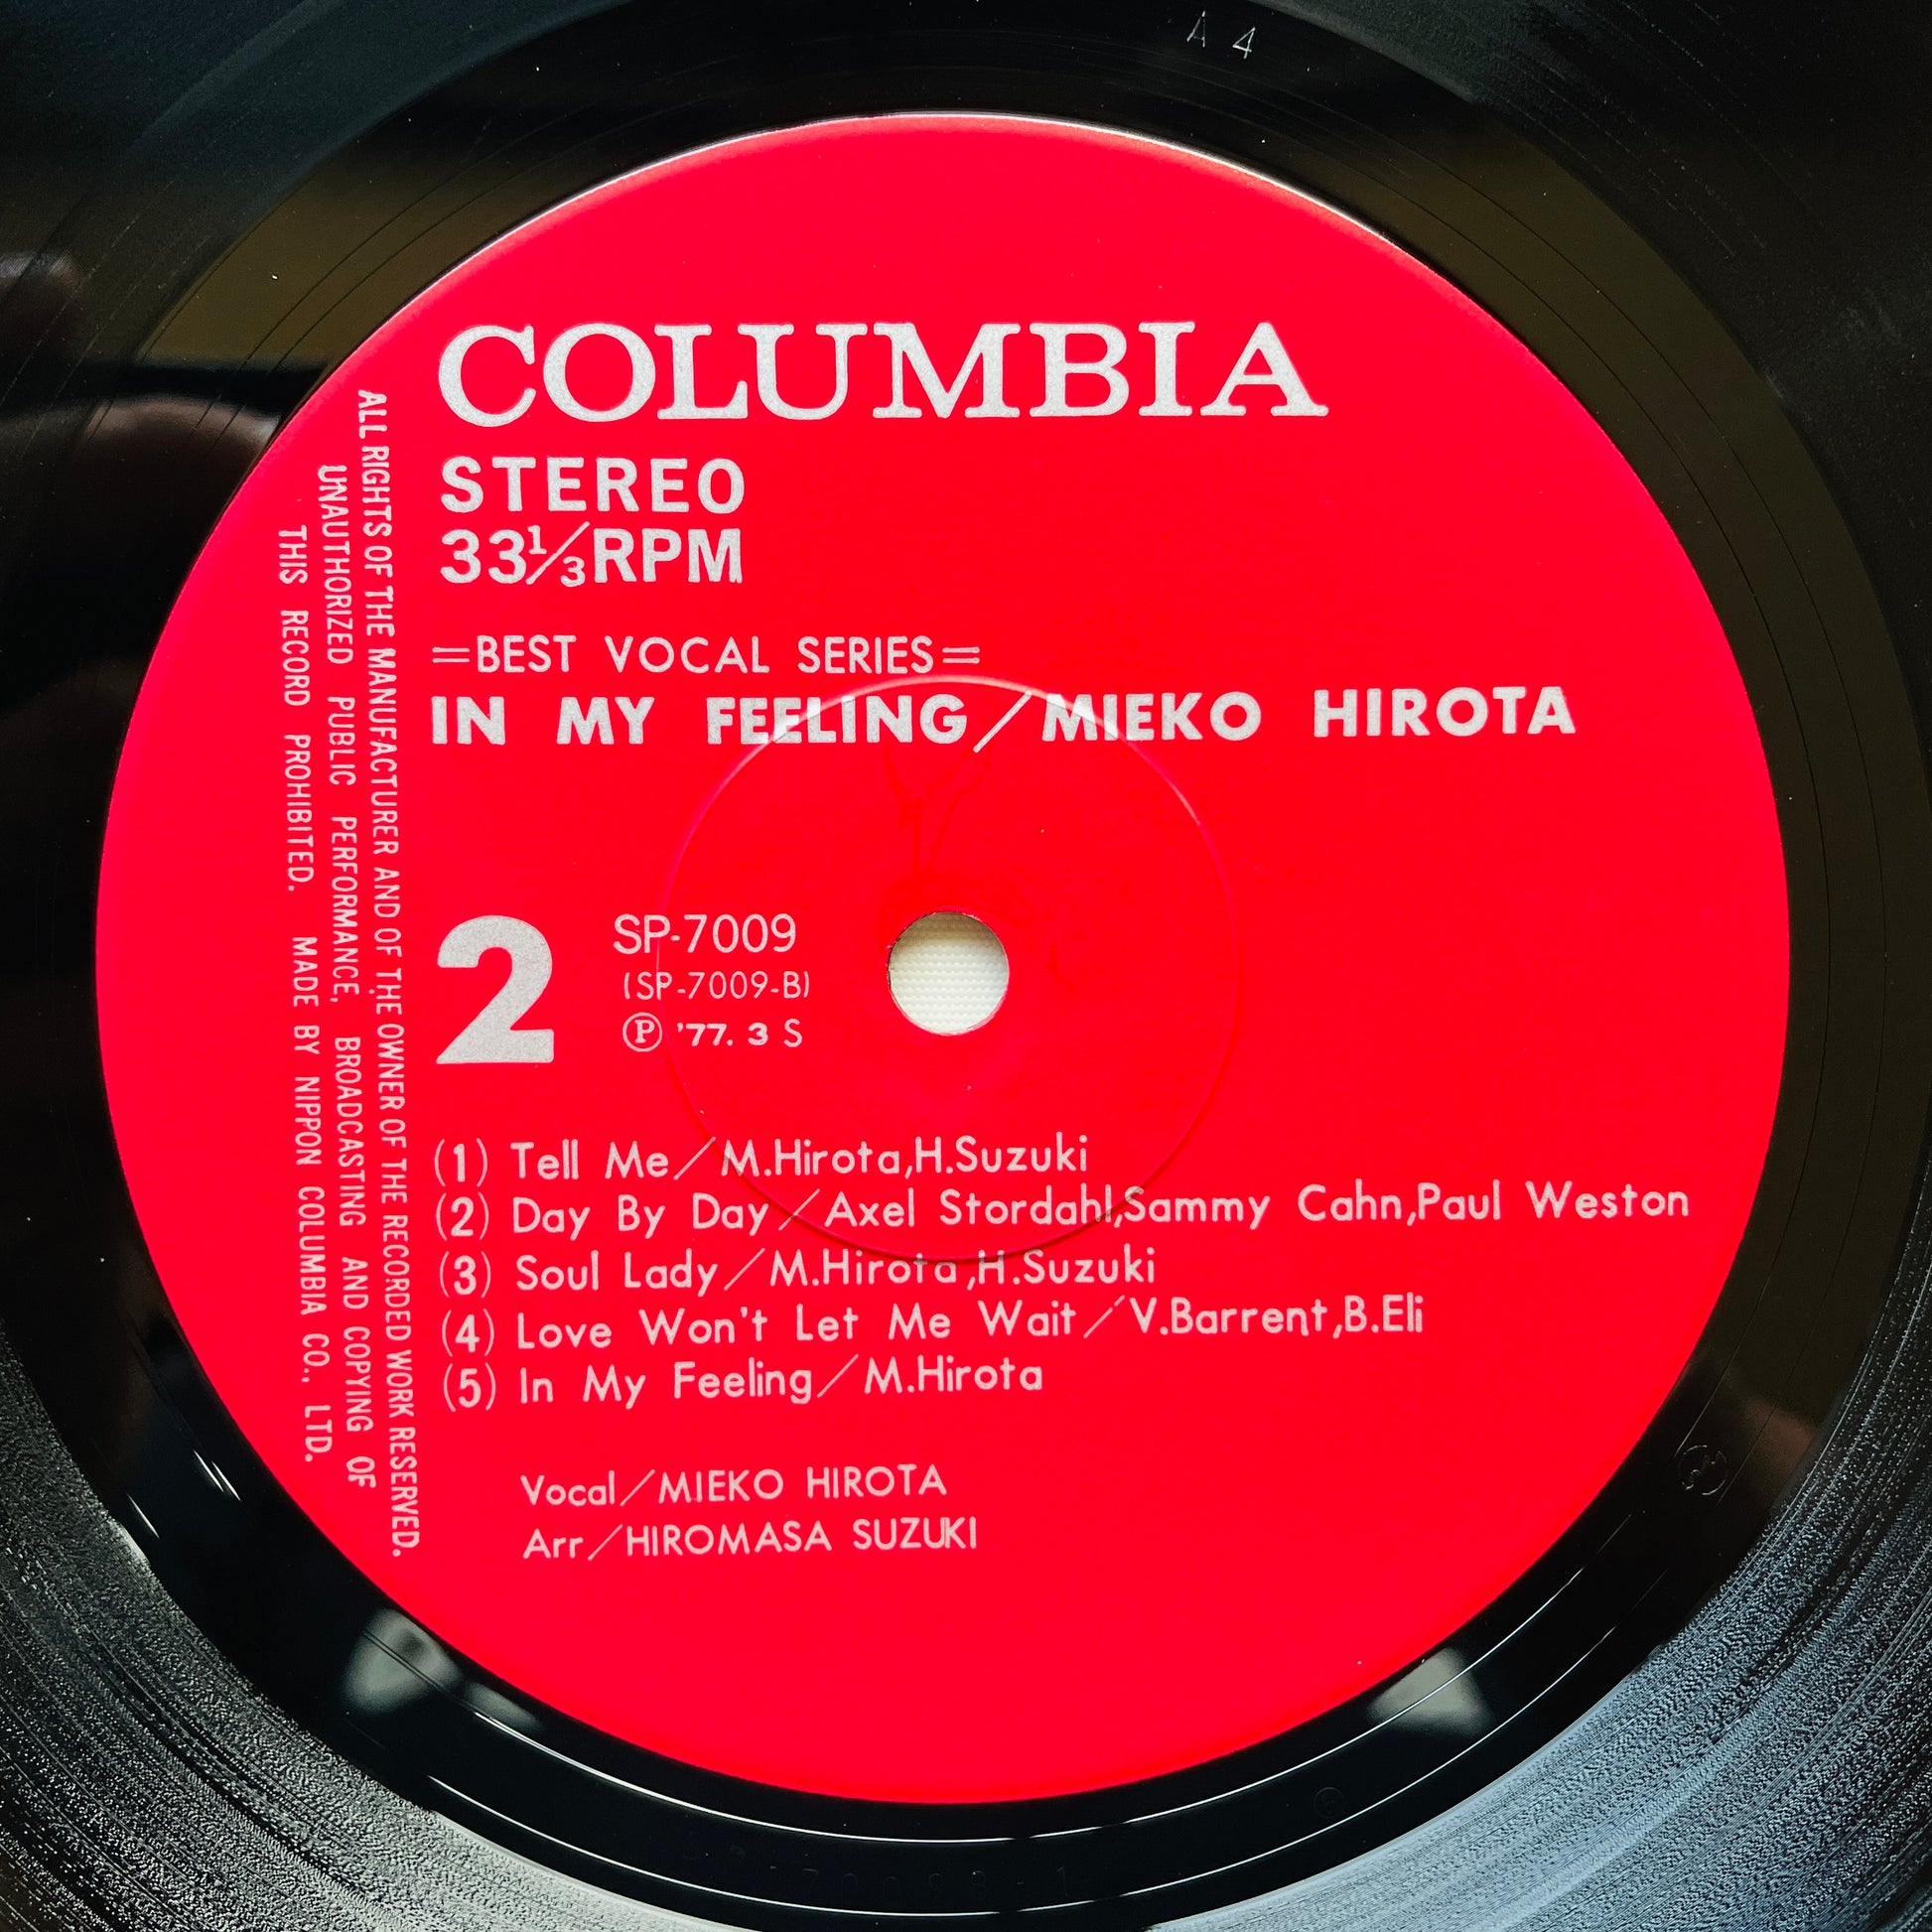 A 4
COLUMBIA
STEREO
33⅓RPM
=BEST VOCAL SERIES=
IN MY FEELING/MIEKO HIROTA
2
SP-7009
(SP-7009-B)
Ⓟ '77. 3 S
(1) Tell Me/M.Hirota,H.Suzuki
(2) Day By Day/Axel Stordahl,Sammy Cahn,Paul Weston
(3) Soul Lady/M.Hirota,H.Suzuki
(4) Love Won't Let Me Wait/V.Barrent,B.Eli
(5) In My Feeling/M.Hirota
Vocal/MIEKO HIROTA
Arr/HIROMASA SUZUKI
ALL RIGHTS OF THE MANUFACTURER AND OF THE OWNER OF THE RECORDED WORK RESERVED.
UNAUTHORIZED PUBLIC PERFORMANCE, BROADCASTING AND COPYING OF
THIS RECORD PROHIBITED. MADE BY NIPPON COLUMBIA CO., LTD.